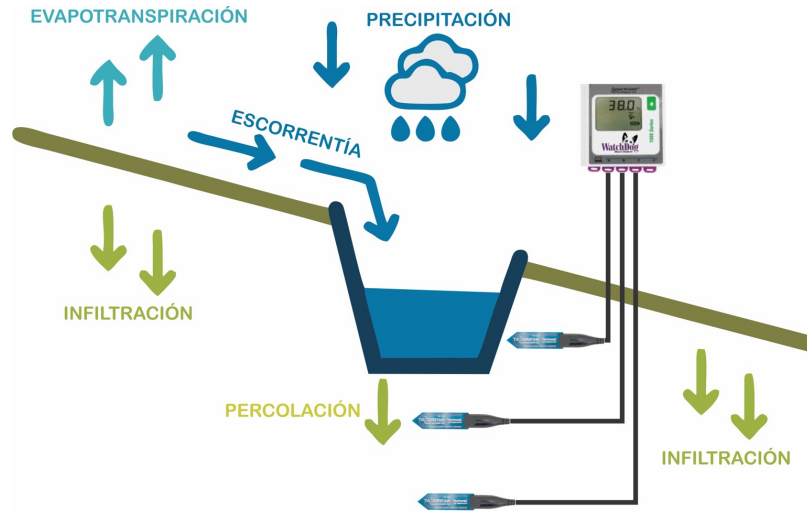 EVAPOTRANSPIRACIÓN
PRECIPITACIÓN
ESCORRENTÍA
38.0
WatchDog
INFILTRACIÓN
PERCOLACIÓN
INFILTRACIÓN